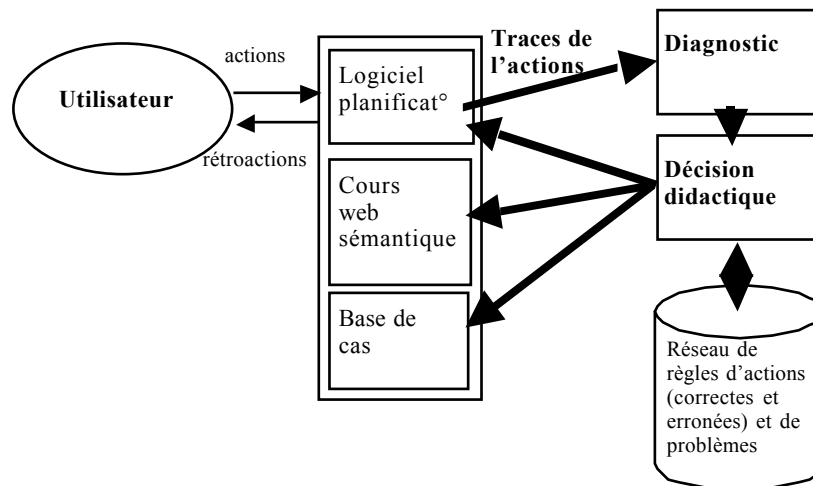 Utilisateur
actions
rétroactions
Logiciel
planificat°
Cours
web
sémantique
Base de
cas
Traces de
l’actions
Diagnostic
Décision
didactique
Réseau de
règles d’actions
(correctes et
erronées) et de
problèmes